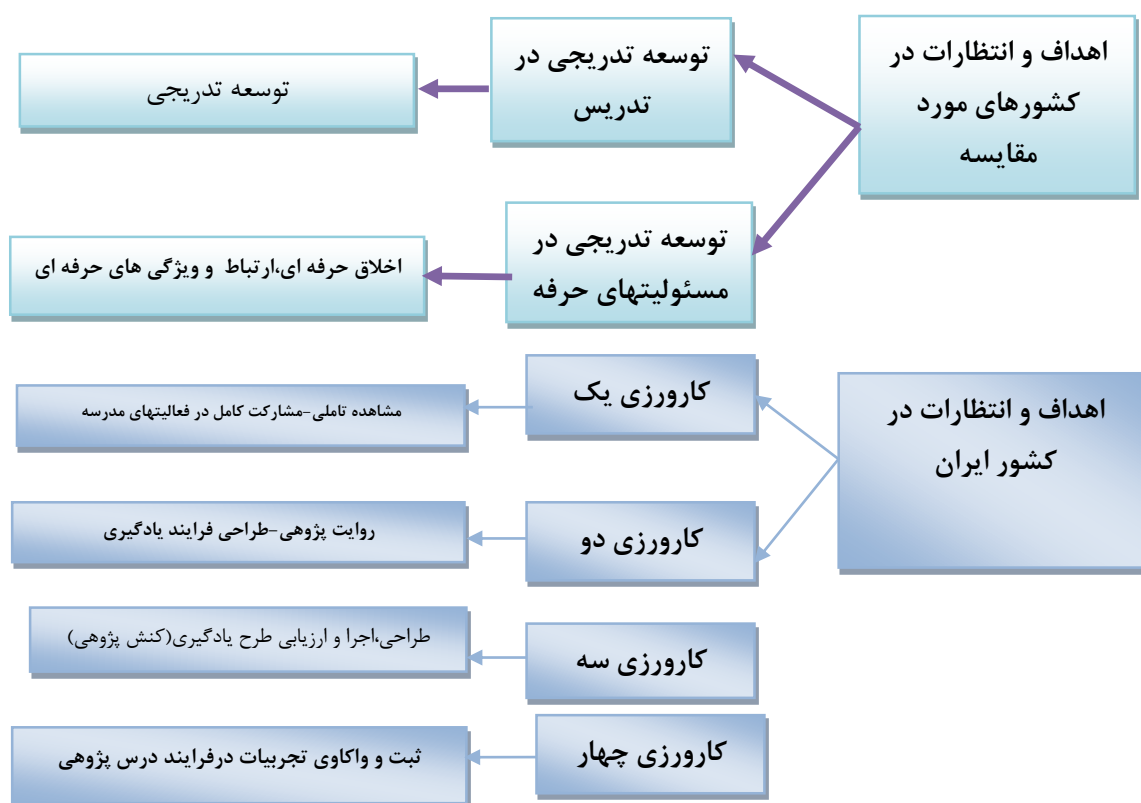 اهداف و انتظارات در
کشورهای مورد
مقایسه
توسعه تدریجی در
تدریس
توسعه تدریجی
توسعه تدریجی در
مسئولیتهای حرفه
اخلاق حرفه ای،ارتباط و ویژگی های حرفه ای
اهداف و انتظارات در
کشور ایران
کارورزی یک
مشاهده تاملی-مشارکت کامل در فعالیتهای مدرسه
کارورزی دو
روایت پژوهی-طراحی فرایند یادگیری
کارورزی سه
طراحی،اجرا و ارزیابی طرح یادگیری(کنش پژوهی)
کارورزی چهار
ثبت و واکاوی تجربیات درفرایند درس پژوهی